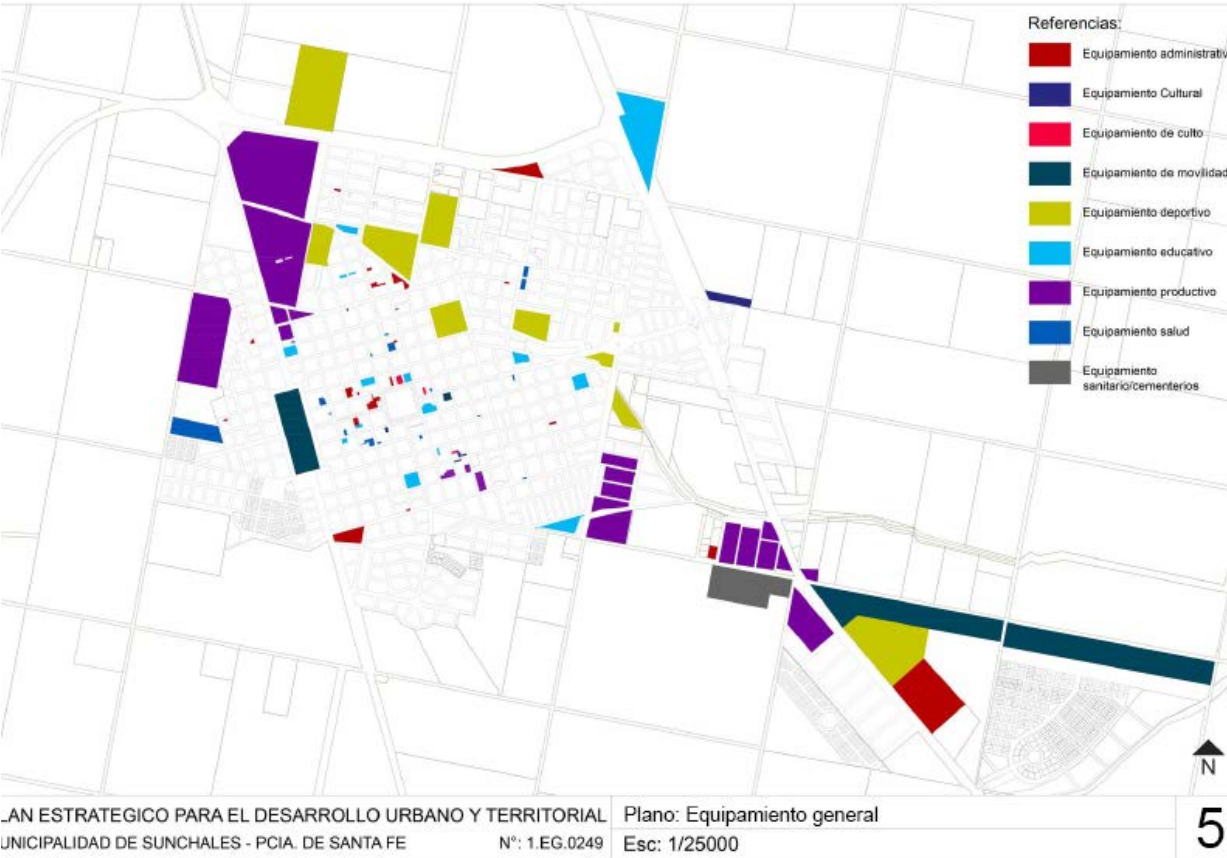 Referencias:
Equipamiento administrativ
Equipamiento Cultural
Equipamiento de culto
Equipamiento de movilidad
Equipamiento deportivo
Equipamiento educativo
Equipamiento productivo
Equipamiento salud
Equipamiento
sanitario/cementerios
N
LAN ESTRATEGICO PARA EL DESARROLLO URBANO Y TERRITORIAL
UNICIPALIDAD DE SUNCHALES - PCIA. DE SANTA FE N°: 1.EG.0249
Plano: Equipamiento general
Esc: 1/25000
5